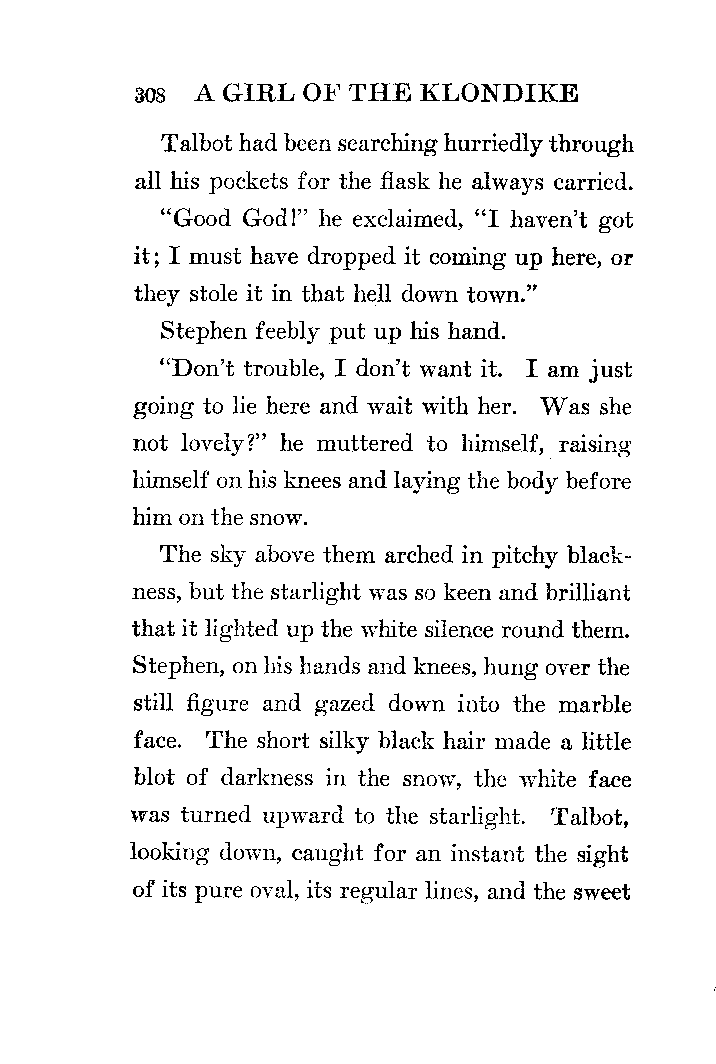 308 A GIRL OF THE KLONDIKE
Talbot had been searching hurriedly through
all his pockets for the flask he always carried.
“Good God!” he exclaimed, “I haven’t got
it; I must have dropped it coming up here, or
they stole it in that hell down town.”
Stephen feebly put up his hand.
“Don’t trouble, I don’t want it. I am just
going to lie here and wait with her. Was she
not lovely?” he muttered to himself, raising
himself on his knees and laying the body before
him on the snow.
The sky above them arched in pitchy black-
ness, but the starlight was so keen and brilliant
that it lighted up the white silence round them.
Stephen, on his hands and knees, hung over the
still figure and gazed down into the marble
face. The short silky black hair made a little
blot of darkness in the snow, the white face
was turned upward to the starlight. Talbot,
looking down, caught for an instant the sight
of its pure oval, its regular lines, and the sweet